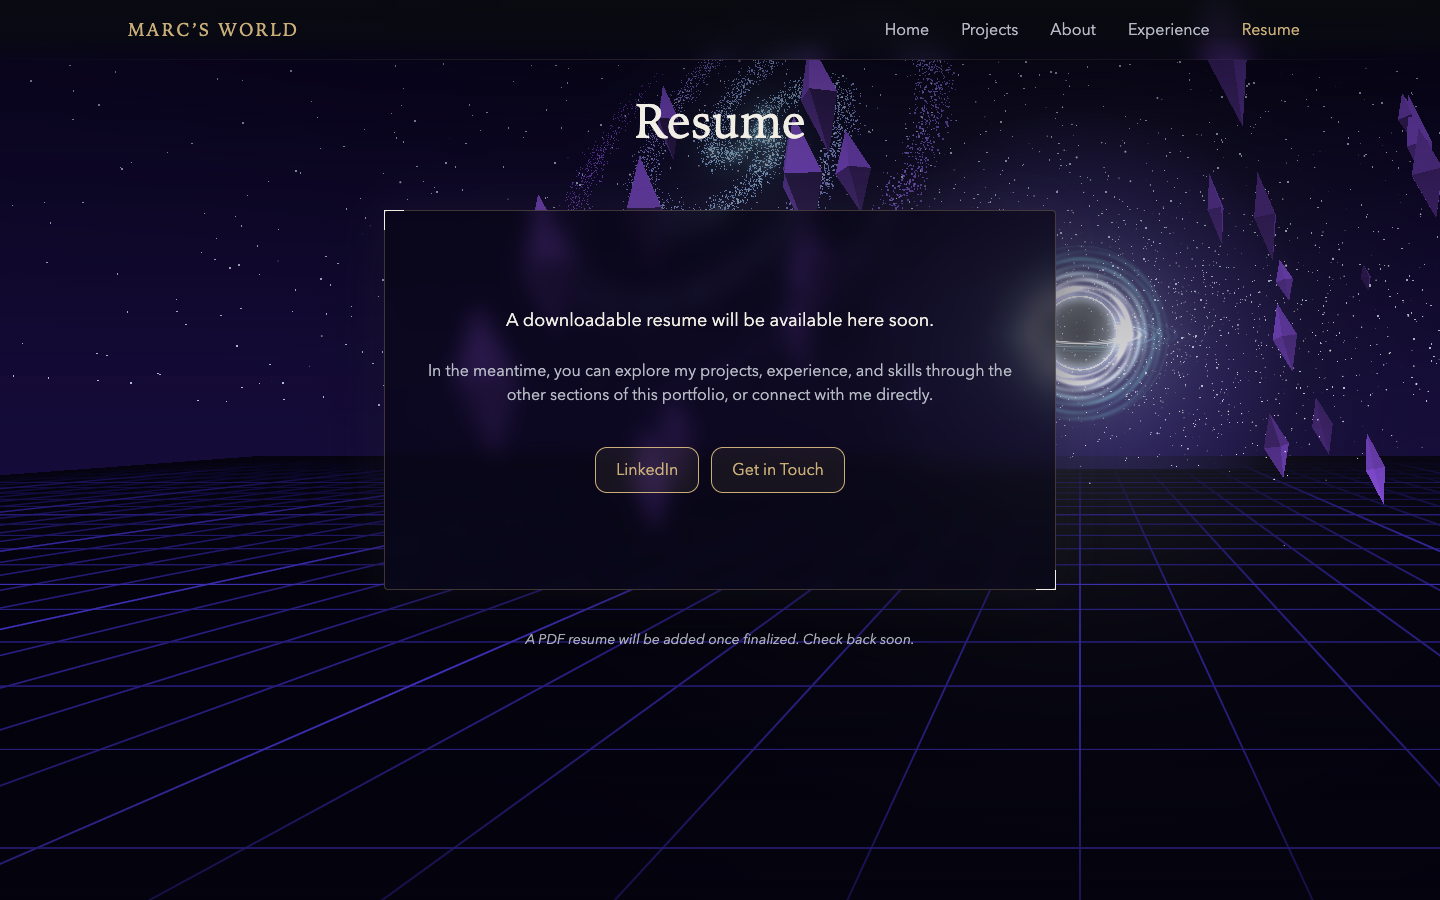 MARC’S WORLD
Home Projects About Experience Resume
Resume
A downloadable resume will be available here soon.
In the meantime, you can explore my projects, experience, and skills through the
other sections of this portfolio, or connect with me directly.
LinkedIn Get in Touch
A PDF resume will be added once finalized. Check back soon.